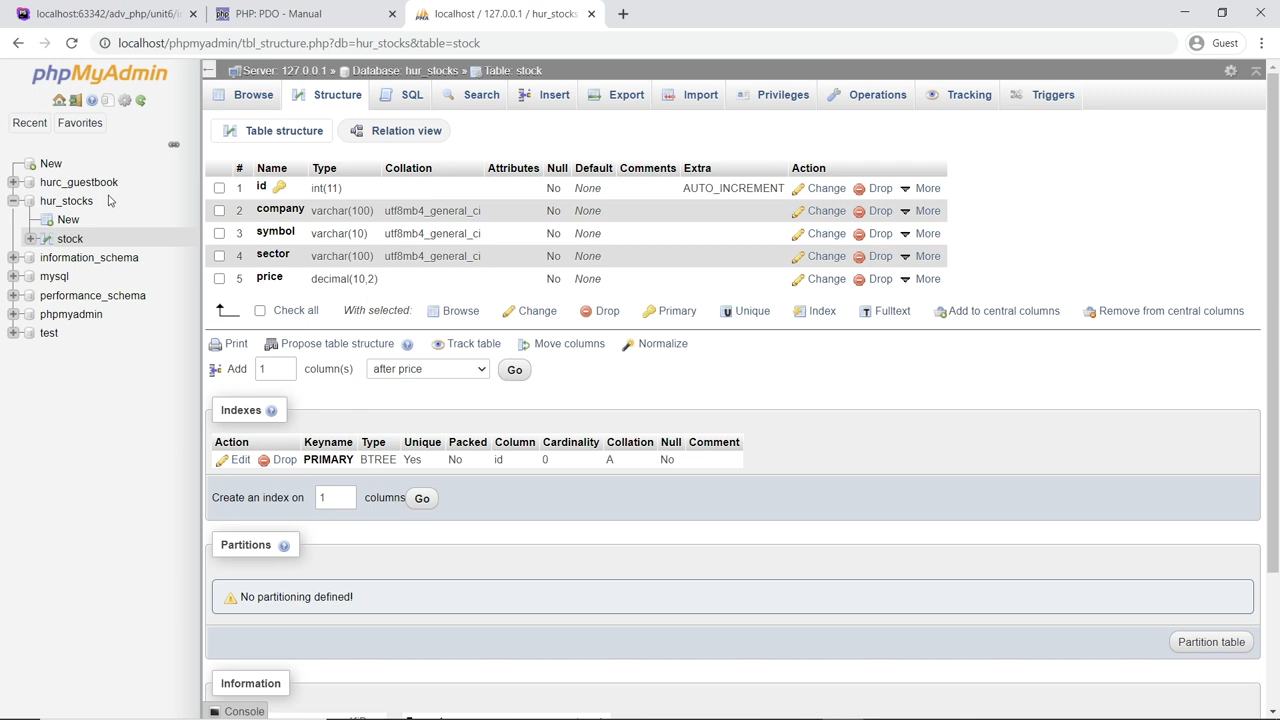 localhost:63342/adv_php/unit6/i
PHP: PDO - Manual
localhost / 127.0.0.1 / hur_stocks
localhost/phpmyadmin/tbl_structure.php?db=hur_stocks&table=stock
Guest
phpMyAdmin
Recent Favorites
New
hurc_guestbook
hur_stocks
New
stock
information_schema
mysql
performance_schema
phpmyadmin
test
Server: 127.0.0.1 » Database: hur_stocks » Table: stock
Browse Structure SQL Search Insert Export Import Privileges Operations Tracking Triggers
Table structure Relation view
# Name Type Collation Attributes Null Default Comments Extra Action
1 id int(11) No None AUTO_INCREMENT Change Drop More
2 company varchar(100) utf8mb4_general_ci No None Change Drop More
3 symbol varchar(10) utf8mb4_general_ci No None Change Drop More
4 sector varchar(100) utf8mb4_general_ci No None Change Drop More
5 price decimal(10,2) No None Change Drop More
Check all With selected: Browse Change Drop Primary Unique Index Fulltext Add to central columns Remove from central columns
Print Propose table structure Track table Move columns Normalize
Add 1 column(s) after price Go
Indexes
Action Keyname Type Unique Packed Column Cardinality Collation Null Comment
Edit Drop PRIMARY BTREE Yes No id 0 A No
Create an index on 1 columns Go
Partitions
No partitioning defined!
Partition table
Information
Console